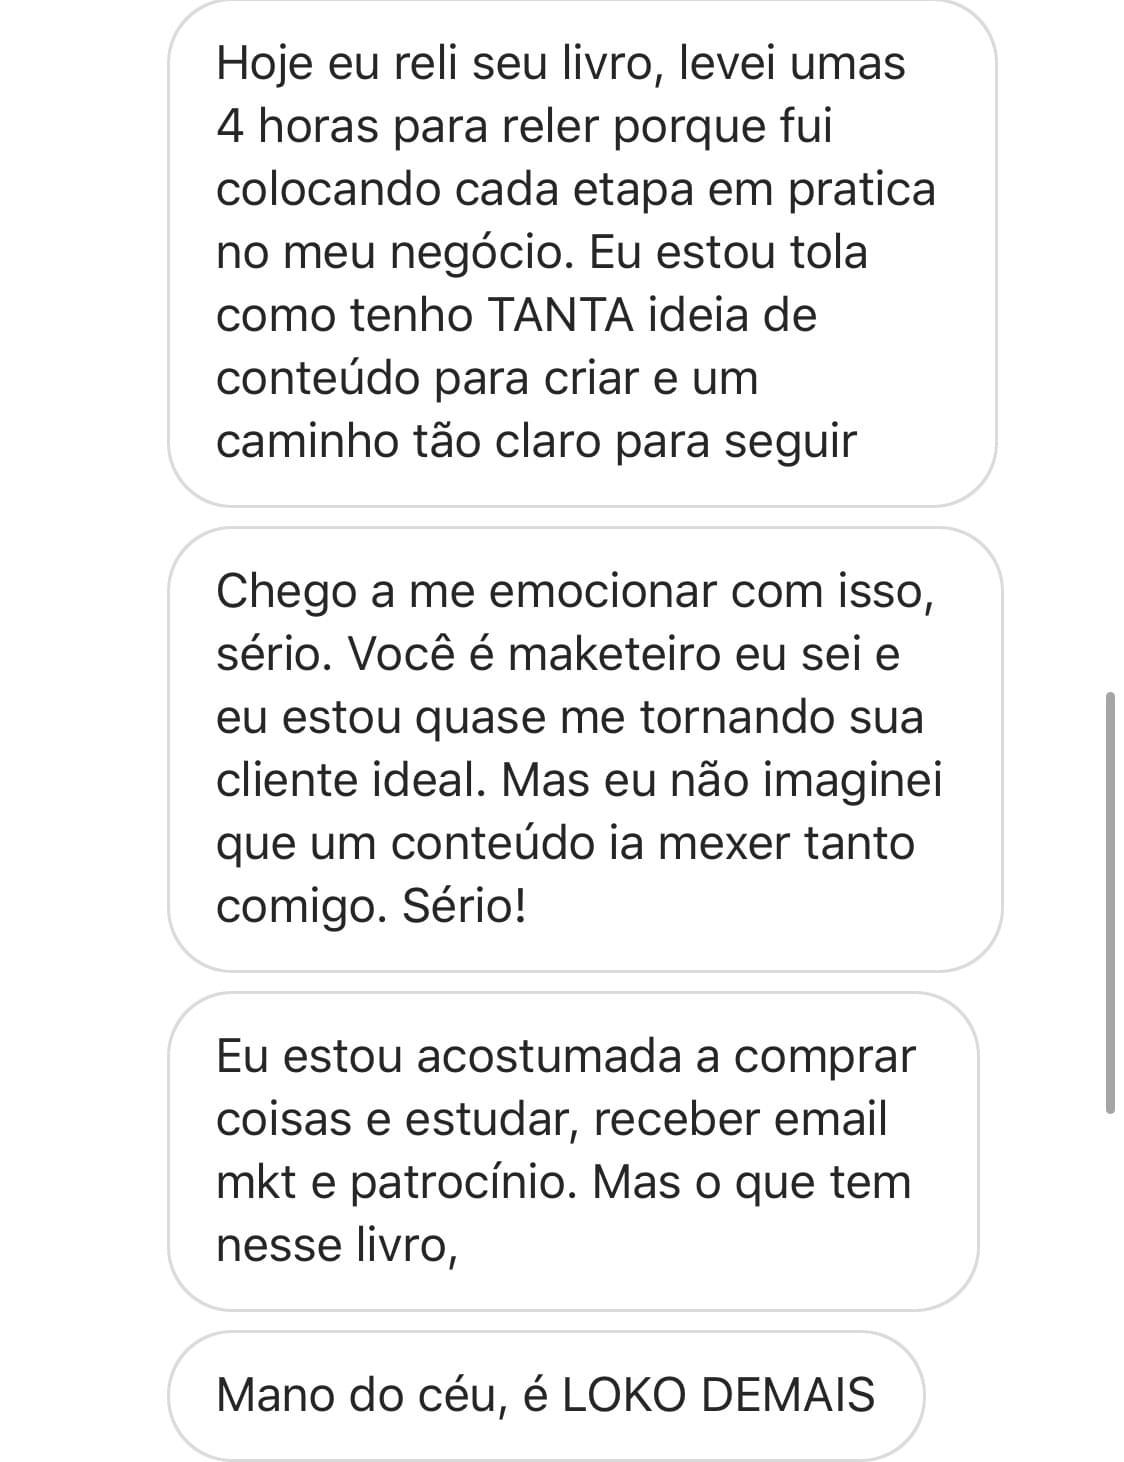 Hoje eu reli seu livro, levei umas
4 horas para reler porque fui
colocando cada etapa em pratica
no meu negócio. Eu estou tola
como tenho TANTA ideia de
conteúdo para criar e um
caminho tão claro para seguir
Chego a me emocionar com isso,
sério. Você é maketeiro eu sei e
eu estou quase me tornando sua
cliente ideal. Mas eu não imaginei
que um conteúdo ia mexer tanto
comigo. Sério!
Eu estou acostumada a comprar
coisas e estudar, receber email
mkt e patrocínio. Mas o que tem
nesse livro,
Mano do céu, é LOKO DEMAIS